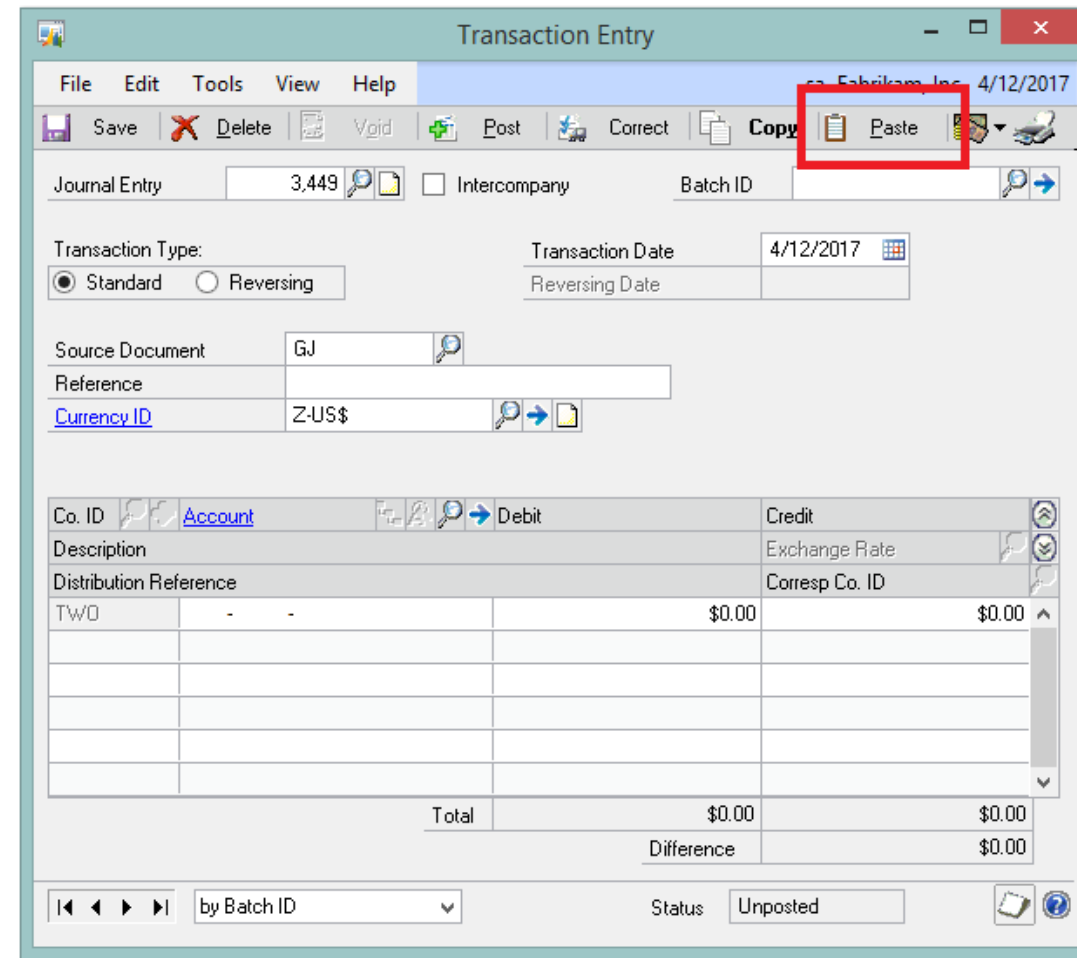 Transaction Entry
File Edit Tools View Help sa Fabrikam, Inc. 4/12/2017
Save Delete Void Post Correct Copy Paste
Journal Entry 3,449 Intercompany Batch ID
Transaction Type: Transaction Date 4/12/2017
Standard Reversing Reversing Date
Source Document GJ
Reference
Currency ID Z-US$
Co. ID Account Debit Credit
Description Exchange Rate
Distribution Reference Corresp Co. ID
TWO - - $0.00 $0.00
Total $0.00 $0.00
Difference $0.00
by Batch ID Status Unposted